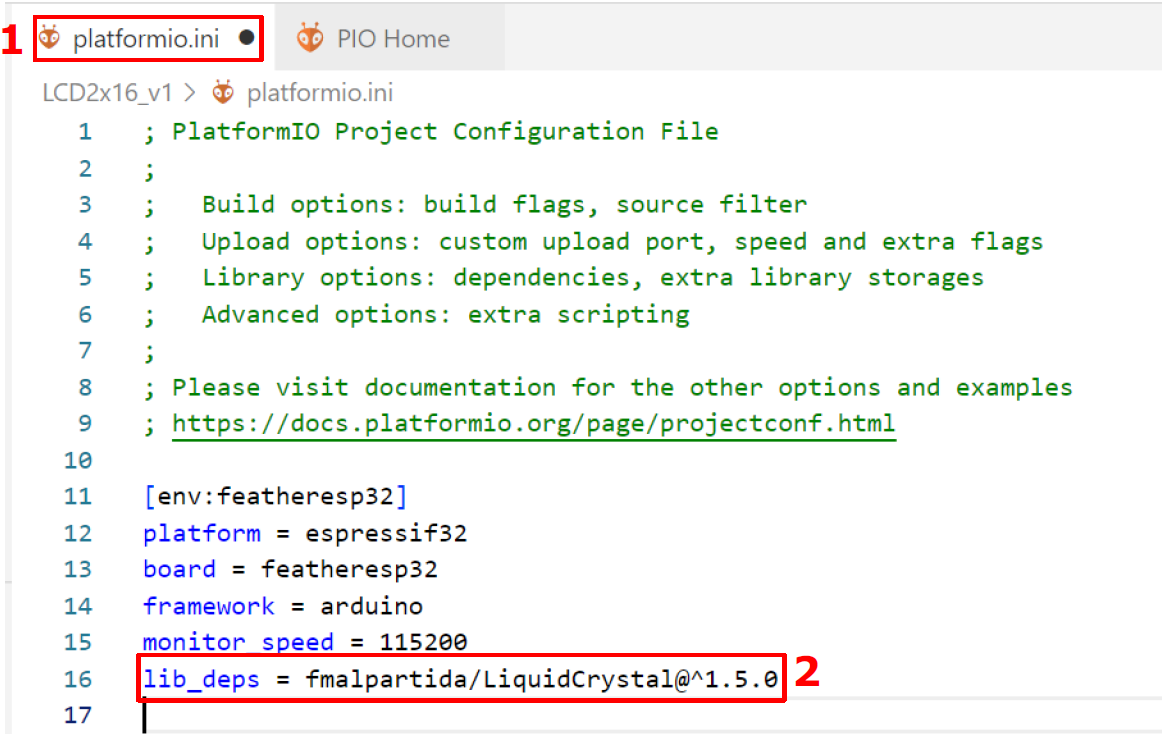 1 platformio.ini PIO Home
LCD2x16_v1 > platformio.ini
1 ; PlatformIO Project Configuration File
2 ;
3 ;   Build options: build flags, source filter
4 ;   Upload options: custom upload port, speed and extra flags
5 ;   Library options: dependencies, extra library storages
6 ;   Advanced options: extra scripting
7 ;
8 ; Please visit documentation for the other options and examples
9 ; https://docs.platformio.org/page/projectconf.html
10
11 [env:featheresp32]
12 platform = espressif32
13 board = featheresp32
14 framework = arduino
15 monitor_speed = 115200
16 lib_deps = fmalpartida/LiquidCrystal@^1.5.0 2
17